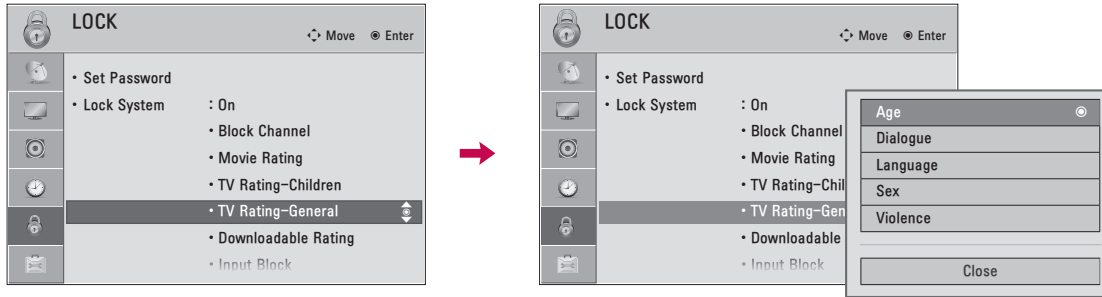 LOCK
Move Enter
• Set Password
• Lock System : On
• Block Channel
• Movie Rating
• TV Rating-Children
• TV Rating-General
• Downloadable Rating
• Input Block
LOCK
Move Enter
• Set Password
• Lock System : On
• Block Channel
• Movie Rating
• TV Rating-Chil
• TV Rating-Gen
• Downloadable
• Input Block
Age
Dialogue
Language
Sex
Violence
Close